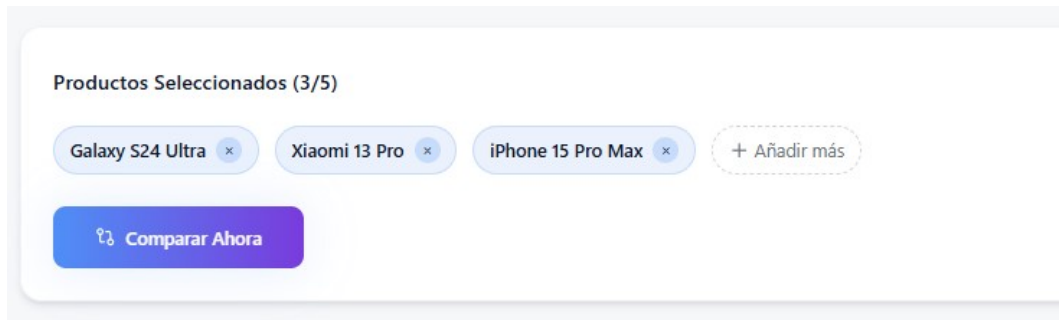 Productos Seleccionados (3/5)
Galaxy S24 Ultra × Xiaomi 13 Pro × iPhone 15 Pro Max × + Añadir más
Comparar Ahora